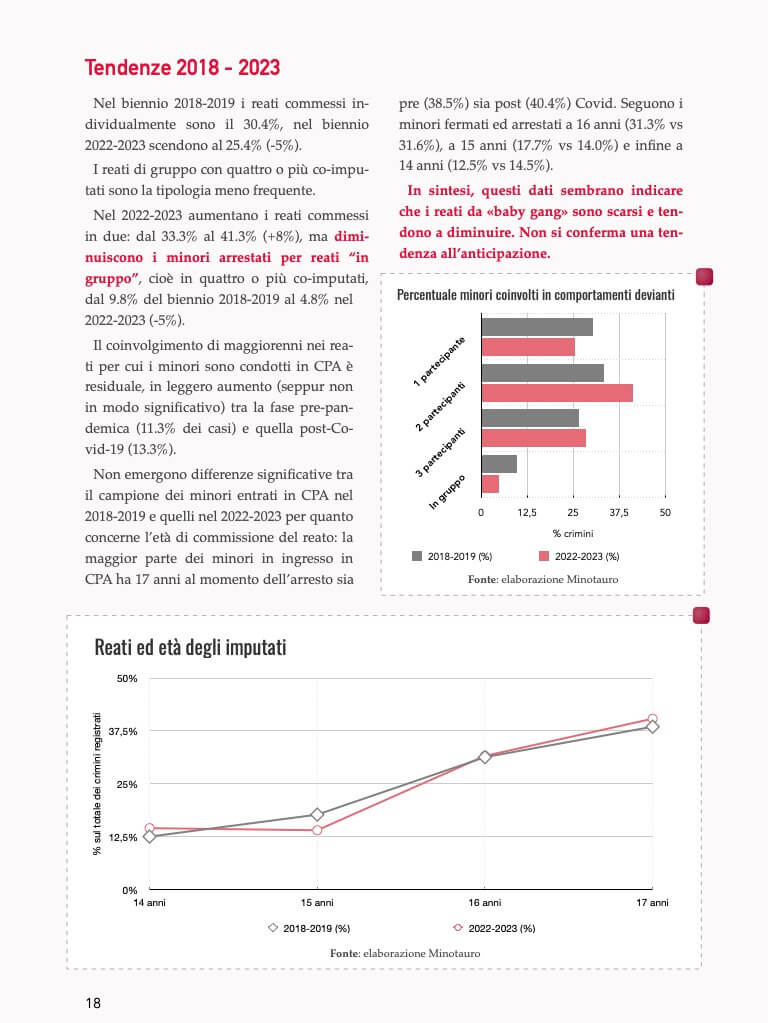 Tendenze 2018 - 2023
Nel biennio 2018-2019 i reati commessi in-
dividualmente sono il 30.4%, nel biennio
2022-2023 scendono al 25.4% (-5%).
I reati di gruppo con quattro o più co-impu-
tati sono la tipologia meno frequente.
Nel 2022-2023 aumentano i reati commessi
in due: dal 33.3% al 41.3% (+8%), ma dimi-
nuiscono i minori arrestati per reati “in
gruppo”, cioè in quattro o più co-imputati,
dal 9.8% del biennio 2018-2019 al 4.8% nel
2022-2023 (-5%).
Il coinvolgimento di maggiorenni nei rea-
ti per cui i minori sono condotti in CPA è
residuale, in leggero aumento (seppur non
in modo significativo) tra la fase pre-pan-
demica (11.3% dei casi) e quella post-Co-
vid-19 (13.3%).
Non emergono differenze significative tra
il campione dei minori entrati in CPA nel
2018-2019 e quelli nel 2022-2023 per quanto
concerne l’età di commissione del reato: la
maggior parte dei minori in ingresso in
CPA ha 17 anni al momento dell’arresto sia
pre (38.5%) sia post (40.4%) Covid. Seguono i
minori fermati ed arrestati a 16 anni (31.3% vs
31.6%), a 15 anni (17.7% vs 14.0%) e infine a
14 anni (12.5% vs 14.5%).
In sintesi, questi dati sembrano indicare
che i reati da «baby gang» sono scarsi e ten-
dono a diminuire. Non si conferma una ten-
denza all’anticipazione.
Percentuale minori coinvolti in comportamenti devianti
1 partecipante
2 partecipanti
3 partecipanti
In gruppo
0 12,5 25 37,5 50
% crimini
2018-2019 (%) 2022-2023 (%)
Fonte: elaborazione Minotauro
Reati ed età degli imputati
% sul totale dei crimini registrati
50%
37,5%
25%
12,5%
0%
14 anni 15 anni 16 anni 17 anni
2018-2019 (%) 2022-2023 (%)
Fonte: elaborazione Minotauro
18